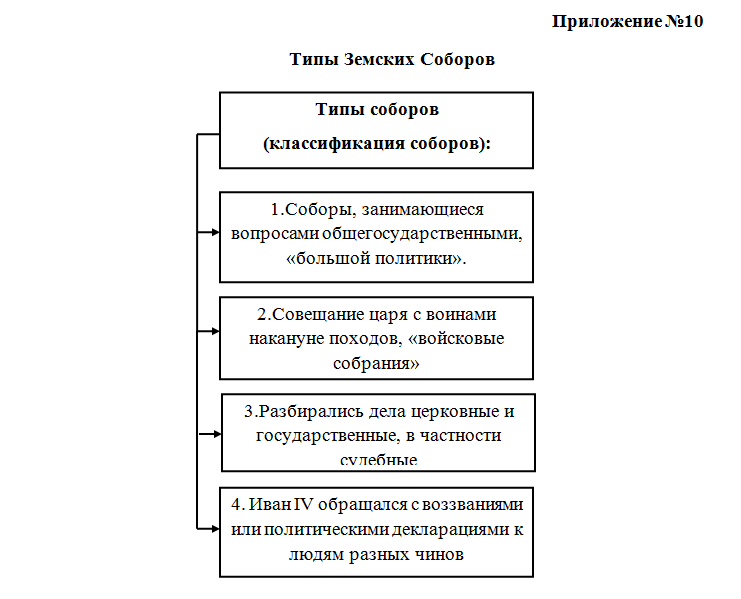 Приложение №10
Типы Земских Соборов
Типы соборов
(классификация соборов):
1.Соборы, занимающиеся
вопросами общегосударственными,
«большой политики».
2.Совещание царя с воинами
накануне походов, «войсковые
собрания»
3.Разбирались дела церковные и
государственные, в частности
судебные
4. Иван IV обращался с воззваниями
или политическими декларациями к
людям разных чинов